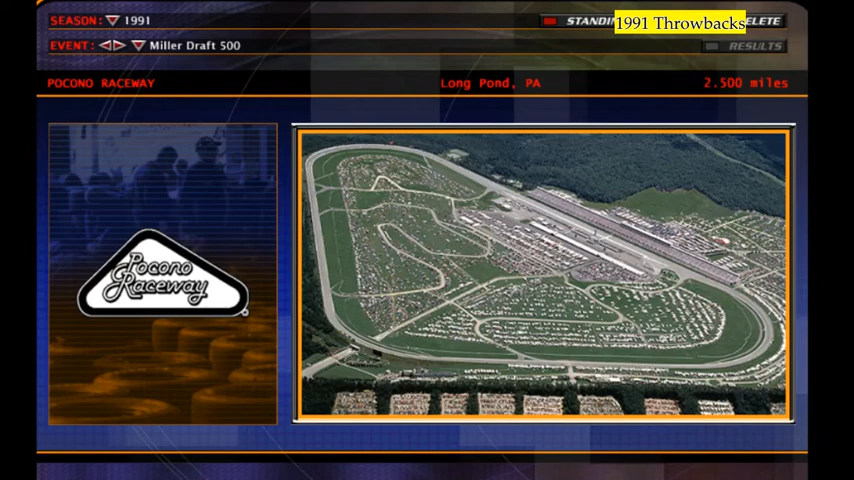 SEASON: 1991
STANDIN
1991 Throwbacks
ELETE
EVENT: Miller Draft 500
RESULTS
POCONO RACEWAY Long Pond, PA 2.500 miles
Pocono
Raceway